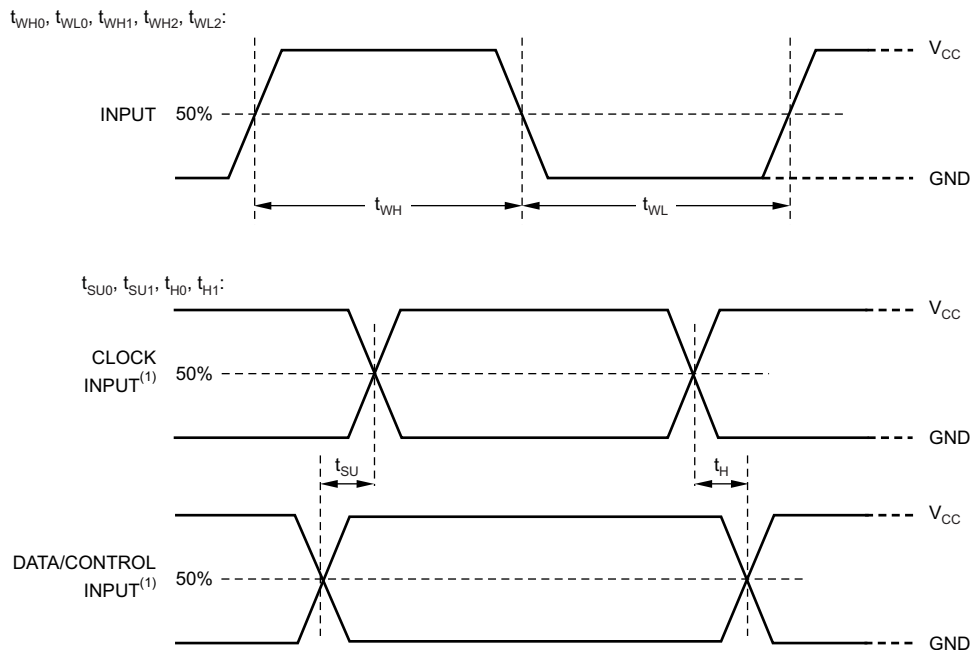 tWH0, tWL0, tWH1, tWH2, tWL2:
VCC
INPUT 50%
GND
tWH tWL
tSU0, tSU1, tH0, tH1:
VCC
CLOCK
INPUT(1) 50%
GND
tSU tH
VCC
DATA/CONTROL
INPUT(1) 50%
GND